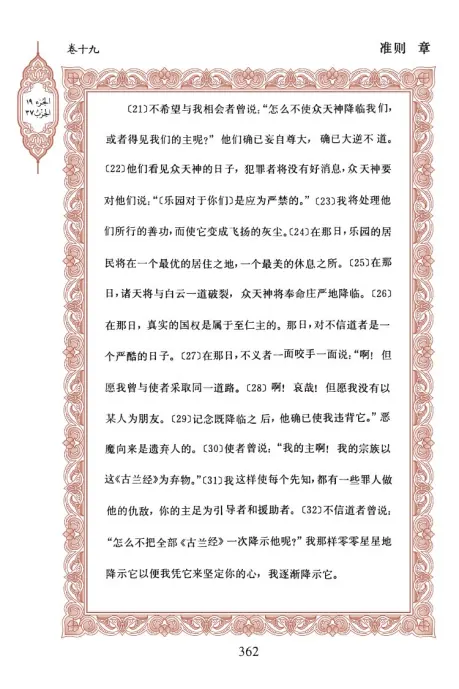 卷十九
准则 章
الجزء ١٩
الحزب ٣٧
〔21〕不希望与我相会者曾说：“怎么不使众天神降临我们，
或者得见我们的主呢？”他们确已妄自尊大，确已大逆不道。
〔22〕他们看见众天神的日子，犯罪者将没有好消息，众天神要
对他们说：“〔乐园对于你们〕是应为严禁的。”〔23〕我将处理他
们所行的善功，而使它变成飞扬的灰尘。〔24〕在那日，乐园的居
民将在一个最优的居住之地，一个最美的休息之所。〔25〕在那
日，诸天将与白云一道破裂，众天神将奉命庄严地降临。〔26〕
在那日，真实的国权是属于至仁主的。那日，对不信道者是一
个严酷的日子。〔27〕在那日，不义者一面咬手一面说：“啊！但
愿我曾与使者采取同一道路。〔28〕啊！哀哉！但愿我没有以
某人为朋友。〔29〕记念既降临之后，他确已使我违背它。”恶
魔向来是遗弃人的。〔30〕使者曾说：“我的主啊！我的宗族以
这《古兰经》为弃物。”〔31〕我这样使每个先知，都有一些罪人做
他的仇敌，你的主足为引导者和援助者。〔32〕不信道者曾说：
“怎么不把全部《古兰经》一次降示他呢？”我那样零零星星地
降示它以便我凭它来坚定你的心，我逐渐降示它。
362